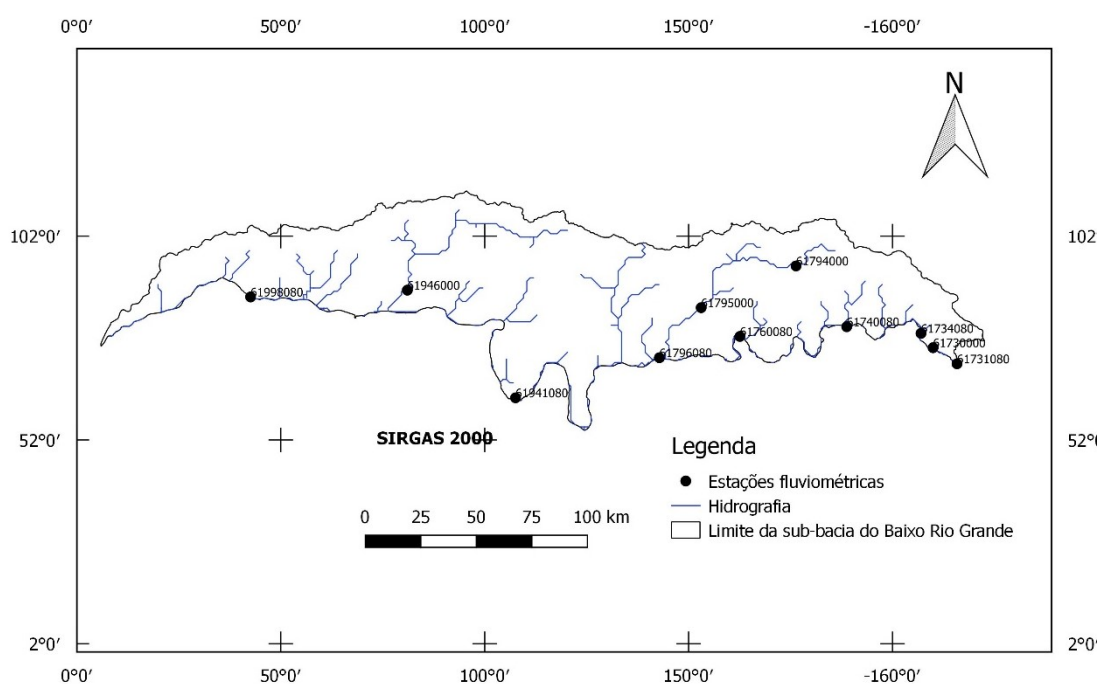 0°0′ 50°0′ 100°0′ 150°0′ -160°0′
N
102°0′ 102°0′
61794000
61946000
61998080
61795000
61740080
61734080
61760080
61730000
61796080
61731080
61941080
52°0′ SIRGAS 2000 52°0′
Legenda
Estações fluviométricas
Hidrografia
Limite da sub-bacia do Baixo Rio Grande
0 25 50 75 100 km
2°0′ 2°0′
0°0′ 50°0′ 100°0′ 150°0′ -160°0′